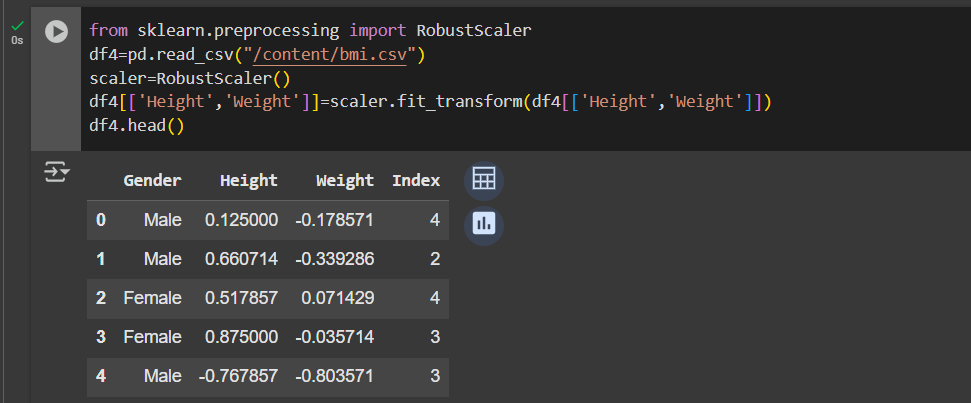 from sklearn.preprocessing import RobustScaler
0s
df4=pd.read_csv("/content/bmi.csv")
scaler=RobustScaler()
df4[['Height','Weight']]=scaler.fit_transform(df4[['Height','Weight']])
df4.head()
Gender Height Weight Index
0 Male 0.125000 -0.178571 4
1 Male 0.660714 -0.339286 2
2 Female 0.517857 0.071429 4
3 Female 0.875000 -0.035714 3
4 Male -0.767857 -0.803571 3